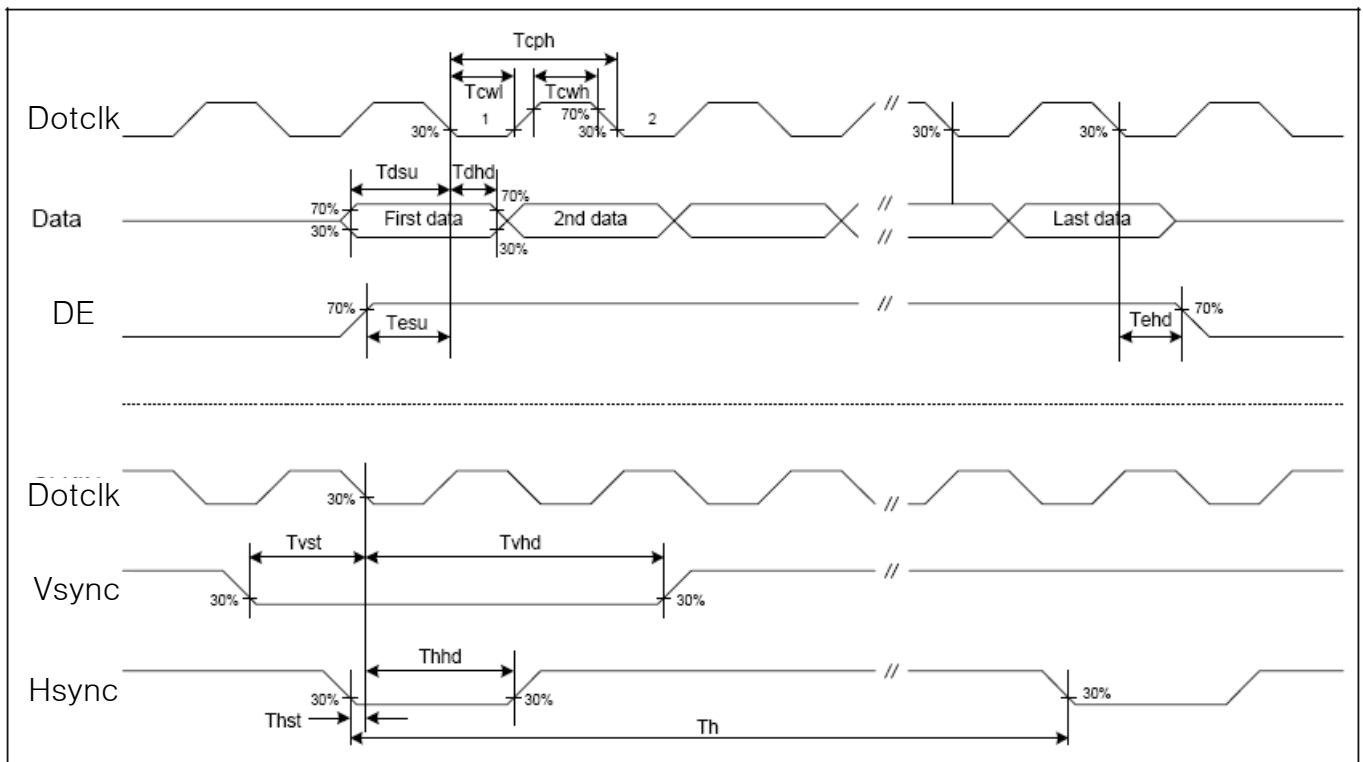 Tcph
Tcwl
Tcwh
Dotclk
30%
1
70%
30%
2
//
30%
30%
Tdsu
Tdhd
Data
70%
30%
First data
70%
30%
2nd data
//
//
Last data
DE
70%
Tesu
//
Tehd
70%
Dotclk
30%
//
Tvst
Tvhd
Vsync
30%
30%
//
Thhd
Hsync
30%
30%
//
30%
Thst
Th